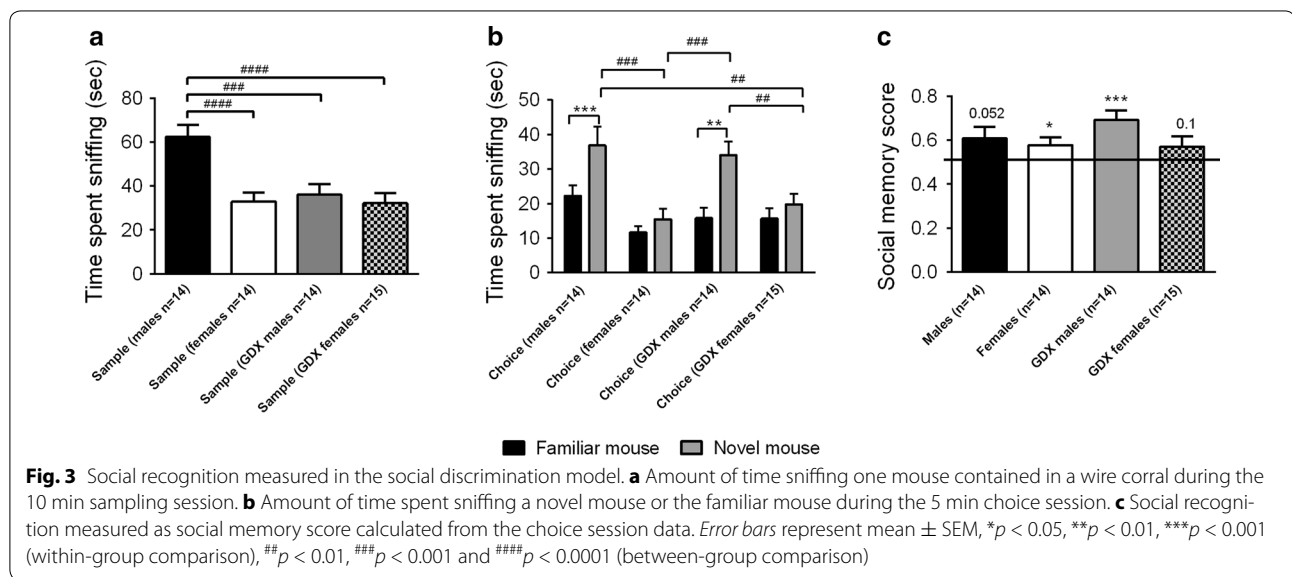 a
b
c
####
###
####
Time spent sniffing (sec)
80
60
40
20
0
Sample (males n=14)
Sample (females n=14)
Sample (GDX males n=14)
Sample (GDX females n=15)
###
###
##
##
***
**
Time spent sniffing (sec)
50
40
30
20
10
0
Choice (males n=14)
Choice (females n=14)
Choice (GDX males n=14)
Choice (GDX females n=15)
0.052
*
***
0.1
Social memory score
0.8
0.6
0.4
0.2
0.0
Males (n=14)
Females (n=14)
GDX males (n=14)
GDX females (n=15)
Familiar mouse
Novel mouse
Fig. 3 Social recognition measured in the social discrimination model. a Amount of time sniffing one mouse contained in a wire corral during the
10 min sampling session. b Amount of time spent sniffing a novel mouse or the familiar mouse during the 5 min choice session. c Social recogni-
tion measured as social memory score calculated from the choice session data. Error bars represent mean ± SEM, *p < 0.05, **p < 0.01, ***p < 0.001
(within-group comparison), ##p < 0.01, ###p < 0.001 and ####p < 0.0001 (between-group comparison)